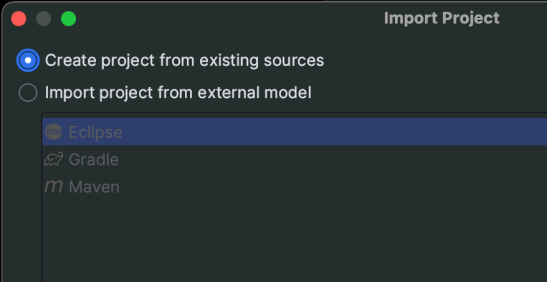 Import Project
Create project from existing sources
Import project from external model
Eclipse
Gradle
Maven